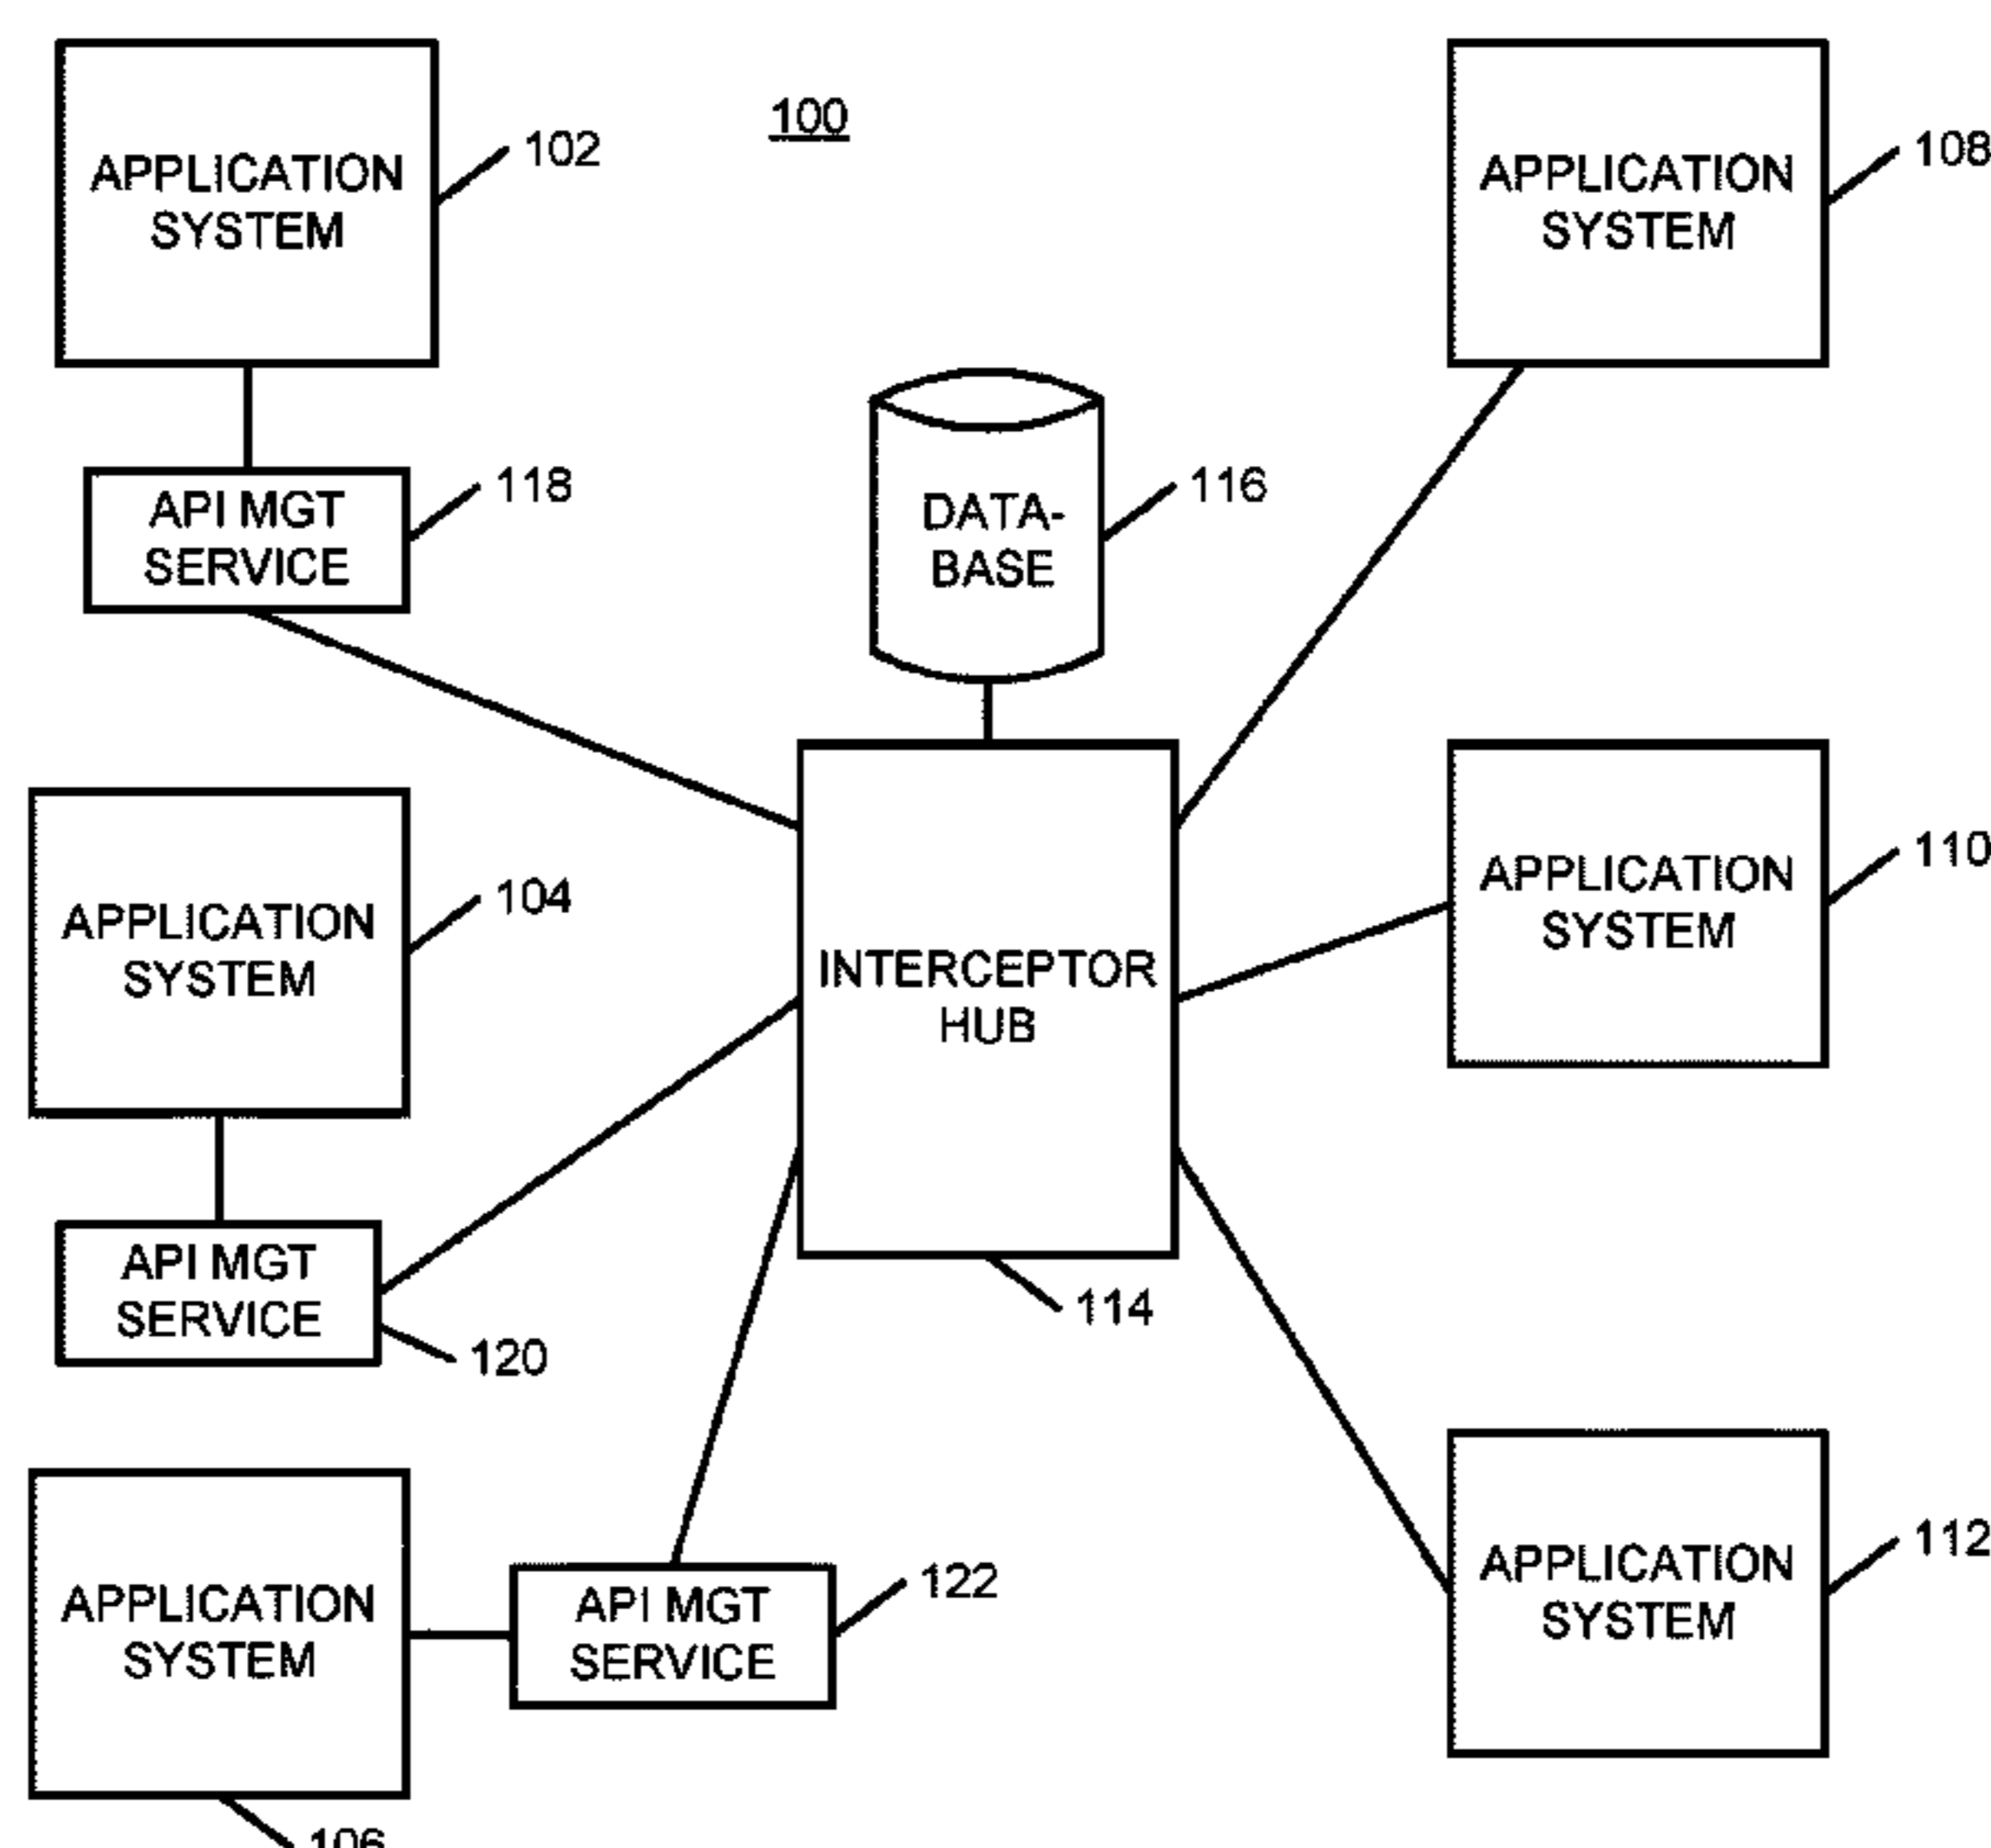 APPLICATION
SYSTEM
102
100
APPLICATION
SYSTEM
108
API MGT
SERVICE
118
DATA-
BASE
116
APPLICATION
SYSTEM
104
INTERCEPTOR
HUB
114
APPLICATION
SYSTEM
110
API MGT
SERVICE
120
APPLICATION
SYSTEM
106
API MGT
SERVICE
122
APPLICATION
SYSTEM
112